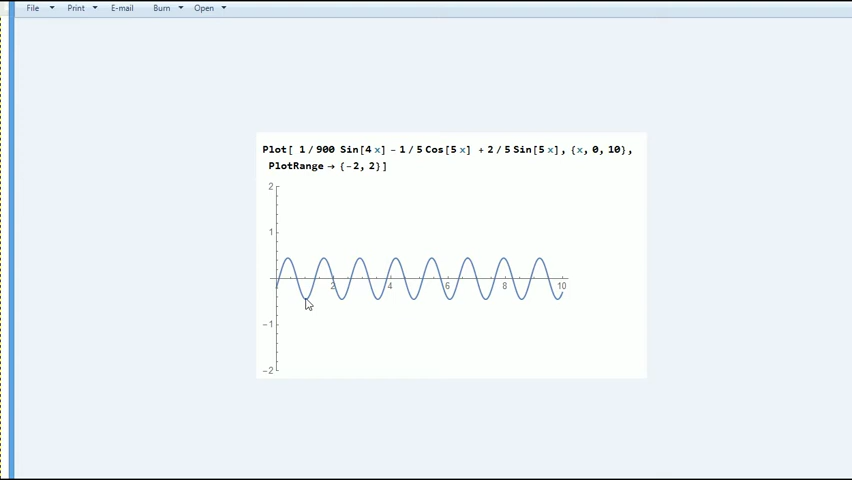 File Print E-mail Burn Open
Plot[ 1/900 Sin[4 x] - 1/5 Cos[5 x] + 2/5 Sin[5 x], {x, 0, 10},
PlotRange → {-2, 2}]
2
1
2 4 6 8 10
-1
-2